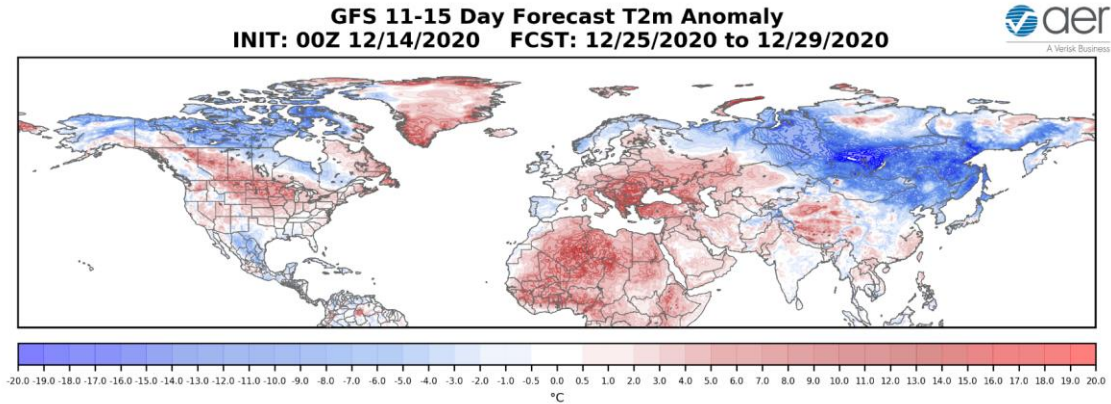 GFS 11-15 Day Forecast T2m Anomaly
INIT: 00Z 12/14/2020 FCST: 12/25/2020 to 12/29/2020
aer
A Verisk Business
-20.0 -19.0 -18.0 -17.0 -16.0 -15.0 -14.0 -13.0 -12.0 -11.0 -10.0 -9.0 -8.0 -7.0 -6.0 -5.0 -4.0 -3.0 -2.0 -1.0 -0.5 0.5 1.0 2.0 3.0 4.0 5.0 6.0 7.0 8.0 9.0 10.0 11.0 12.0 13.0 14.0 15.0 16.0 17.0 18.0 19.0 20.0
°C